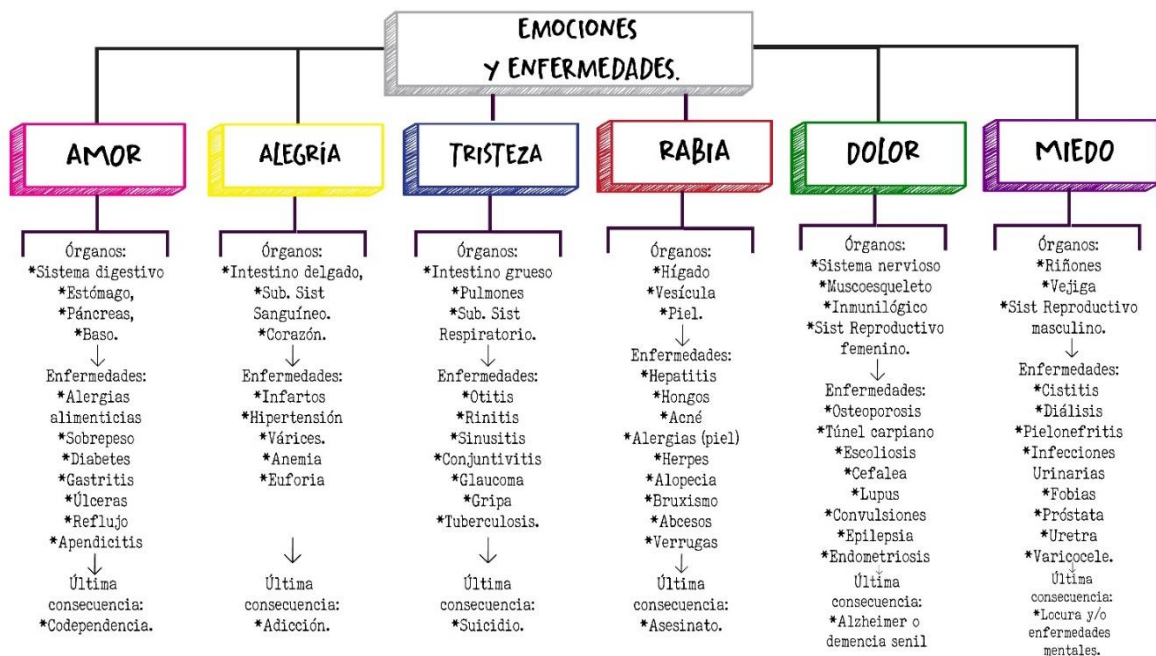 EMOCIONES
Y ENFERMEDADES.
AMOR
Órganos:
*Sistema digestivo
*Estómago,
*Páncreas,
*Baso.
Enfermedades:
*Alergias
alimenticias
*Sobrepeso
*Diabetes
*Gastritis
*Úlceras
*Reflujo
*Apendicitis
Última
consecuencia:
*Codependencia.
ALEGRÍA
Órganos:
*Intestino delgado,
*Sub. Sist
Sanguíneo.
*Corazón.
Enfermedades:
*Infartos
*Hipertensión
*Várices.
*Anemia
*Euforia
Última
consecuencia:
*Adicción.
TRISTEZA
Órganos:
*Intestino grueso
*Pulmones
*Sub. Sist
Respiratorio.
Enfermedades:
*Otitis
*Rinitis
*Sinusitis
*Conjuntivitis
*Glaucoma
*Gripa
*Tuberculosis.
Última
consecuencia:
*Suicidio.
RABIA
Órganos:
*Hígado
*Vesícula
*Piel.
Enfermedades:
*Hepatitis
*Hongos
*Acné
*Alergias (piel)
*Herpes
*Alopecia
*Bruxismo
*Abcesos
*Verrugas
Última
consecuencia:
*Asesinato.
DOLOR
Órganos:
*Sistema nervioso
*Muscoesqueleto
*Inmunilógico
*Sist Reproductivo
femenino.
Enfermedades:
*Osteoporosis
*Túnel carpiano
*Escoliosis
*Cefalea
*Lupus
*Convulsiones
*Epilepsia
*Endometriosis
Última
consecuencia:
*Alzheimer o
demencia senil
MIEDO
Órganos:
*Riñones
*Vejiga
*Sist Reproductivo
masculino.
Enfermedades:
*Cistitis
*Diálisis
*Pielonefritis
*Infecciones
Urinarias
*Fobias
*Próstata
*Uretra
*Varicocele.
Última
consecuencia:
*Locura y/o
enfermedades
mentales.